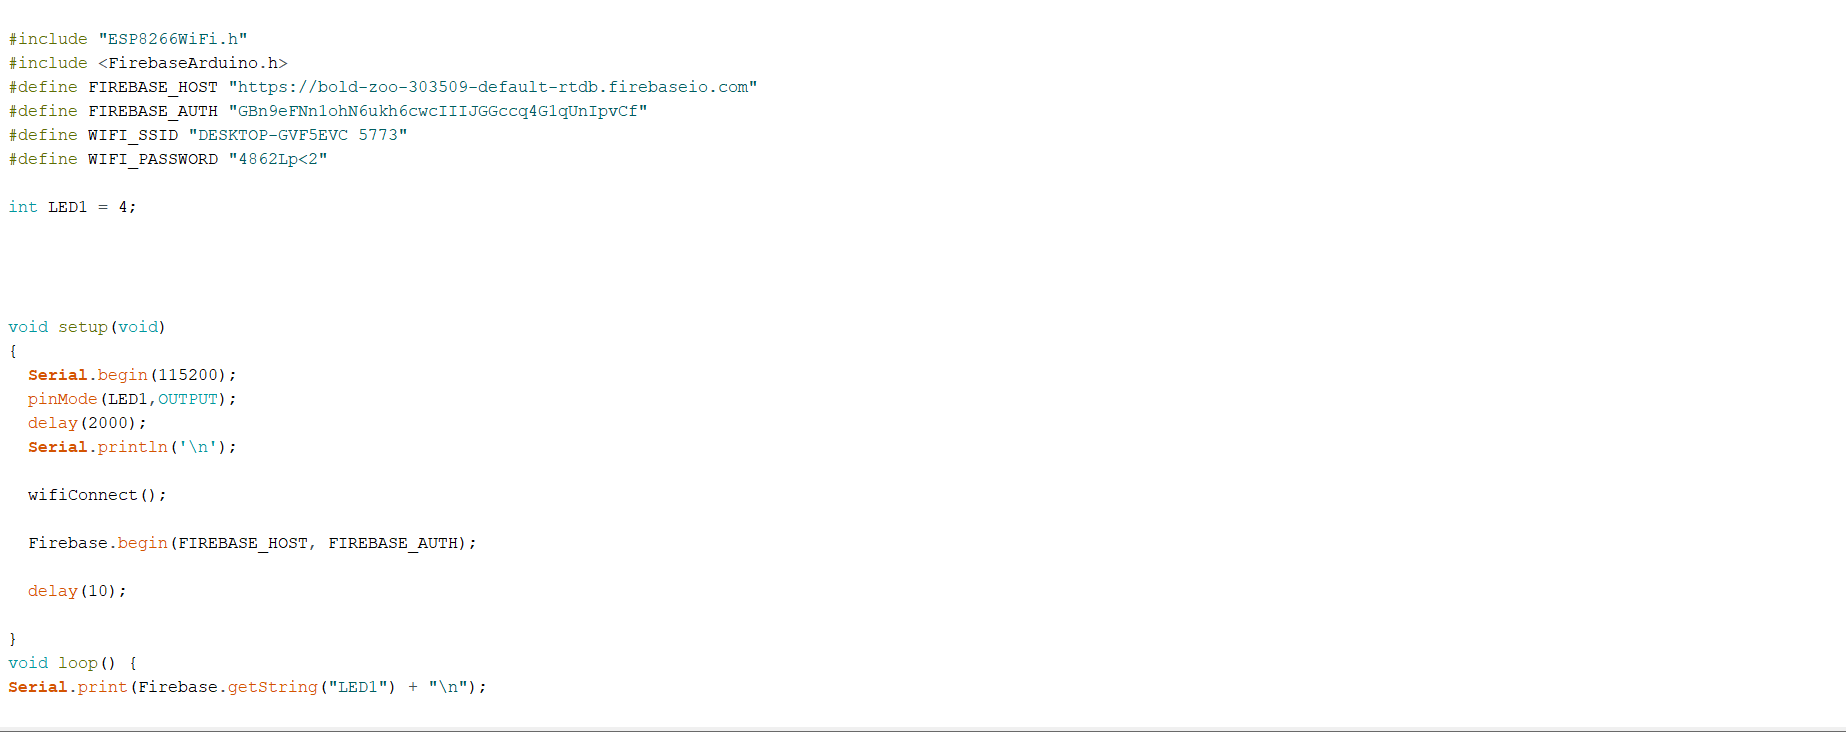 #include "ESP8266WiFi.h"
#include <FirebaseArduino.h>
#define FIREBASE_HOST "https://bold-zoo-303509-default-rtdb.firebaseio.com"
#define FIREBASE_AUTH "GBn9eFNn1ohN6ukh6cwcIIIJGGccq4G1qUnIpvCf"
#define WIFI_SSID "DESKTOP-GVF5EVC 5773"
#define WIFI_PASSWORD "4862Lp<2"
int LED1 = 4;
void setup(void)
{
Serial.begin(115200);
pinMode(LED1,OUTPUT);
delay(2000);
Serial.println('\n');
wifiConnect();
Firebase.begin(FIREBASE_HOST, FIREBASE_AUTH);
delay(10);
}
void loop() {
Serial.print(Firebase.getString("LED1") + "\n");